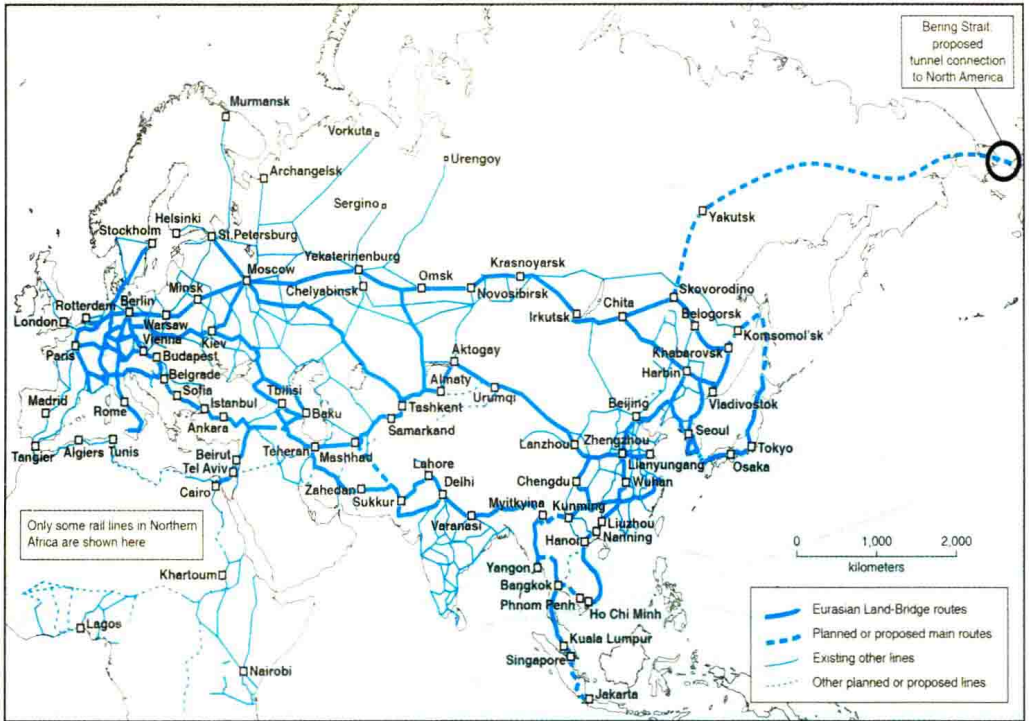 Bering Strait:
proposed
tunnel connection
to North America
Murmansk
Vorkuta
Urengoy
Archangelsk
Sergino
Yakutsk
Helsinki
Stockholm
St.Petersburg
Yekaterinenburg
Krasnoyarsk
Moscow
Omsk
Skovorodino
Berlin
Minsk
Chelyabinsk
Novosibirsk
Rotterdam
Chita
Belogorsk
London
Warsaw
Irkutsk
Komsomol'sk
Vienna
Kiev
Aktogay
Khabarovsk
Paris
Budapest
Harbin
Belgrade
Tbilisi
Almaty
Urumqi
Madrid
Sofia
Beijing
Vladivostok
Rome
Istanbul
Baku
Tashkent
Ankara
Samarkand
Seoul
Tangier
Algiers
Tunis
Beirut
Teheran
Mashhad
Lanzhou
Zhengzhou
Tokyo
Tel Aviv
Lahore
Lianyungang
Osaka
Cairo
Zahedan
Delhi
Chengdu
Wuhan
Sukkur
Myitkyina
Kunming
Only some rail lines in Northern
Africa are shown here
Varanasi
Liuzhou
Nanning
Hanoi
0 1,000 2,000
kilometers
Yangon
Khartoum
Bangkok
Phnom Penh
Ho Chi Minh
Lagos
Kuala Lumpur
Singapore
Nairobi
Jakarta
Eurasian Land-Bridge routes
Planned or proposed main routes
Existing other lines
Other planned or proposed lines